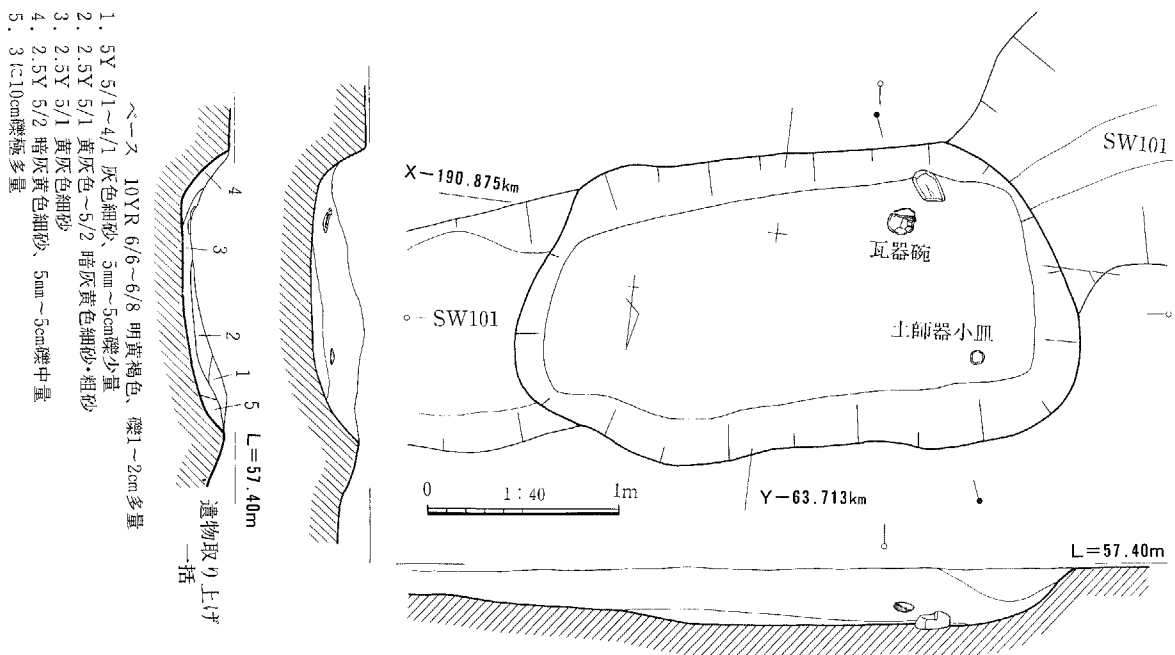 ベース　10YR 6/6～6/8 明黄褐色、礫1～2cm多量
1. 5Y 5/1～4/1 灰色細砂、5mm～5cm礫少量
2. 2.5Y 5/1 黄灰色～5/2 暗灰黄色細砂・粗砂
3. 2.5Y 5/1 黄灰色細砂
4. 2.5Y 5/2 暗灰黄色細砂、5mm～5cm礫中量
5. 3に10cm礫極多量
4
3
2
1
5
L=57.40m
遺物取り上げ
一括
X-190.875km
SW101
瓦器碗
SW101
土師器小皿
0 1:40 1m
Y-63.713km
L=57.40m